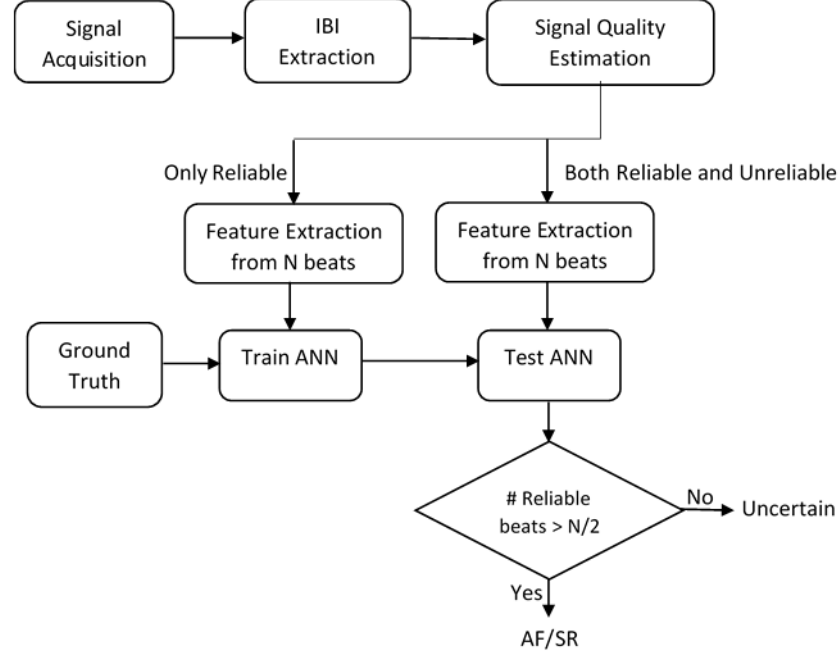 Signal
Acquisition
IBI
Extraction
Signal Quality
Estimation
Only Reliable
Both Reliable and Unreliable
Feature Extraction
from N beats
Feature Extraction
from N beats
Ground
Truth
Train ANN
Test ANN
# Reliable
beats > N/2
No
Uncertain
Yes
AF/SR